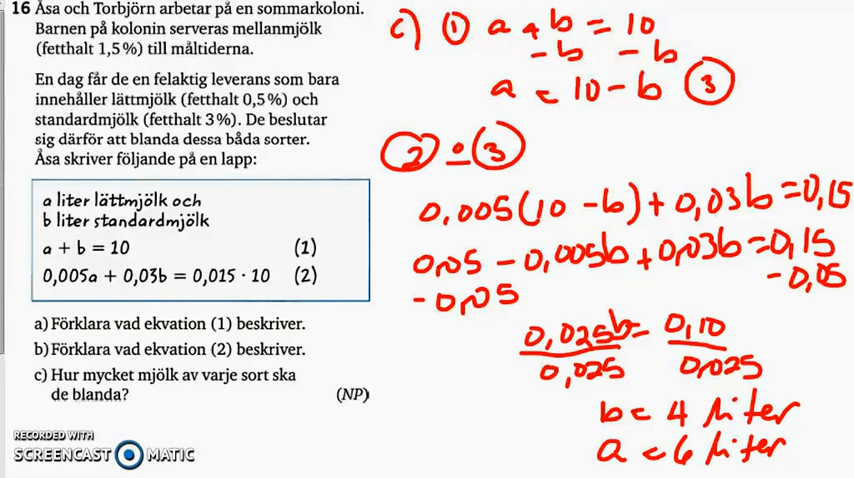 16 Åsa och Torbjörn arbetar på en sommarkoloni.
Barnen på kolonin serveras mellanmjölk
(fetthalt 1,5 %) till måltiderna.
En dag får de en felaktig leverans som bara
innehåller lättmjölk (fetthalt 0,5 %) och
standardmjölk (fetthalt 3 %). De beslutar
sig därför att blanda dessa båda sorter.
Åsa skriver följande på en lapp:
a liter lättmjölk och
b liter standardmjölk
a + b = 10 (1)
0,005a + 0,03b = 0,015 · 10 (2)
a) Förklara vad ekvation (1) beskriver.
b) Förklara vad ekvation (2) beskriver.
c) Hur mycket mjölk av varje sort ska
de blanda? (NP)
RECORDED WITH
SCREENCAST MATIC
c) 1 a + b = 10
-b -b
a = 10 - b 3
2 : 3
0,005(10 - b) + 0,03b = 0,15
0,05 - 0,005b + 0,03b = 0,15
-0,05 -0,05
0,025b = 0,10
0,025 0,025
b = 4 liter
a = 6 liter